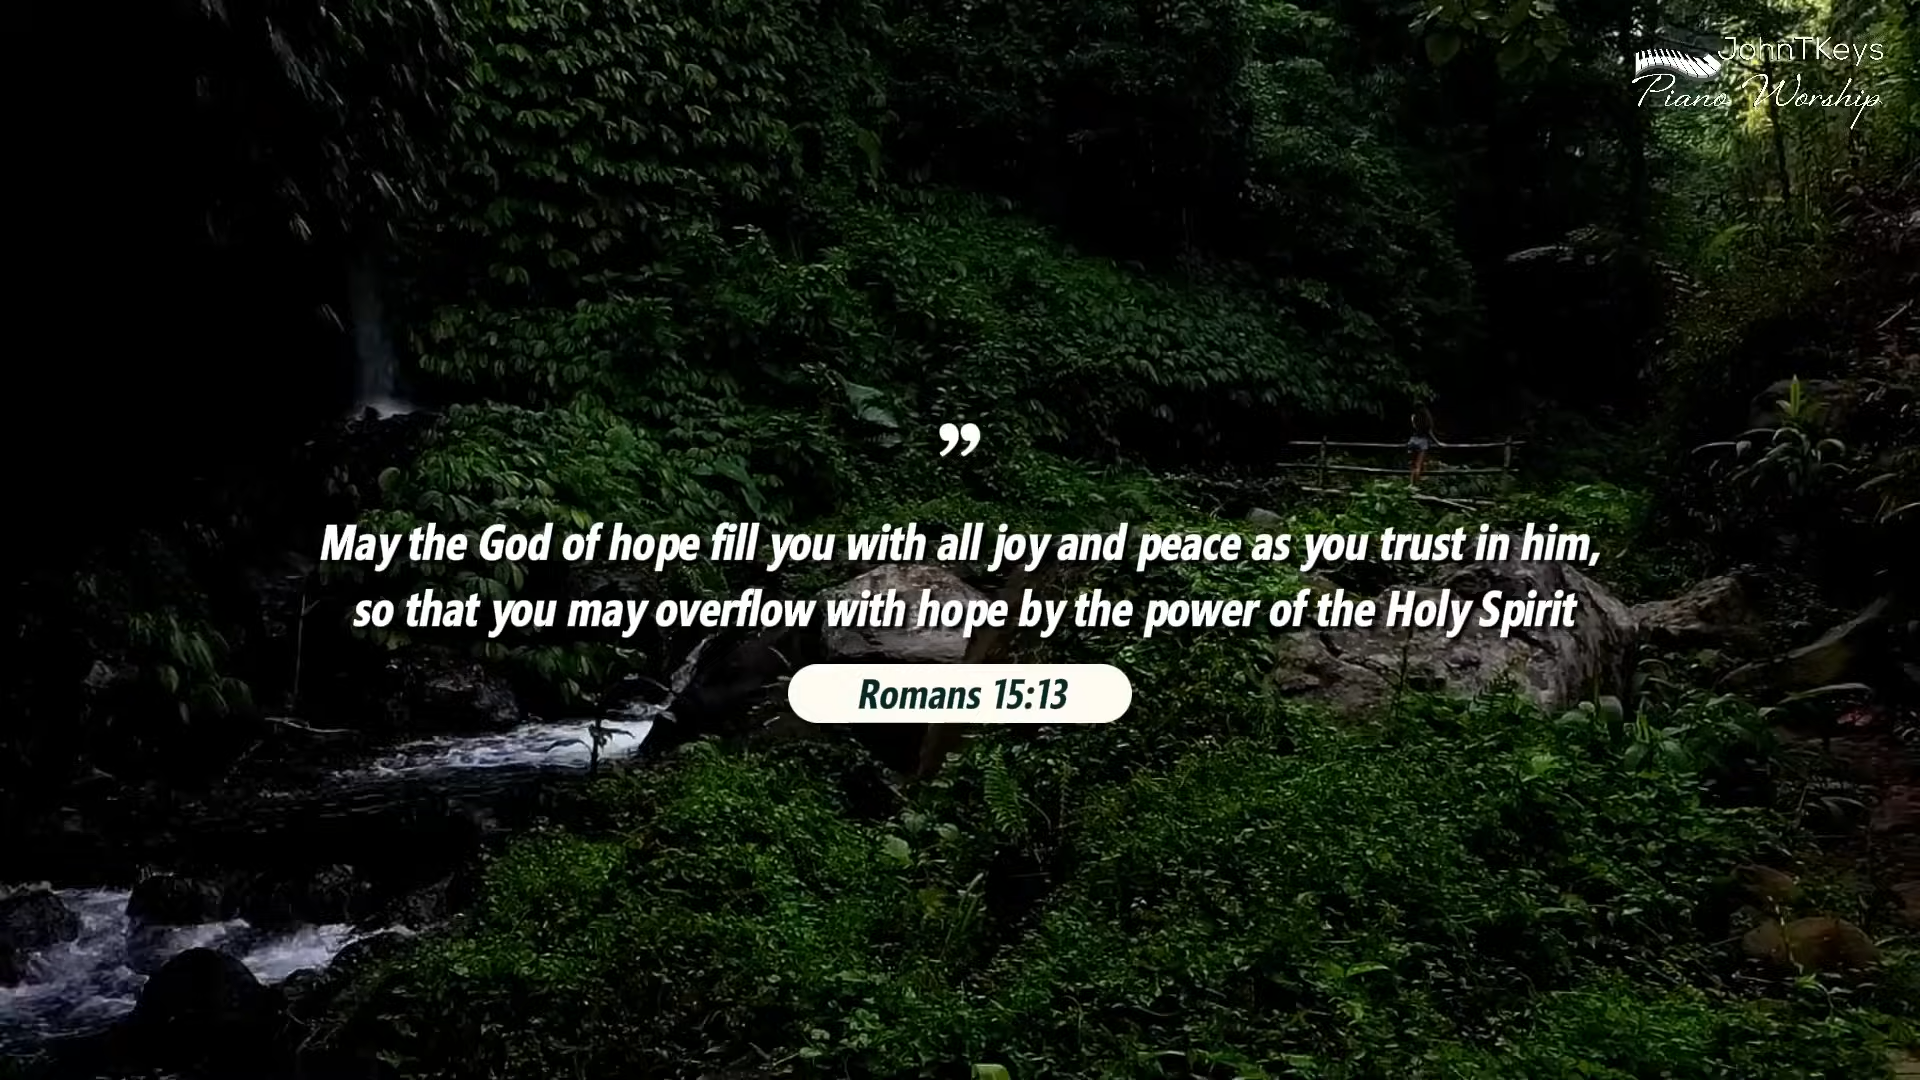 JohnTKeys
Piano Worship
”
May the God of hope fill you with all joy and peace as you trust in him,
so that you may overflow with hope by the power of the Holy Spirit
Romans 15:13